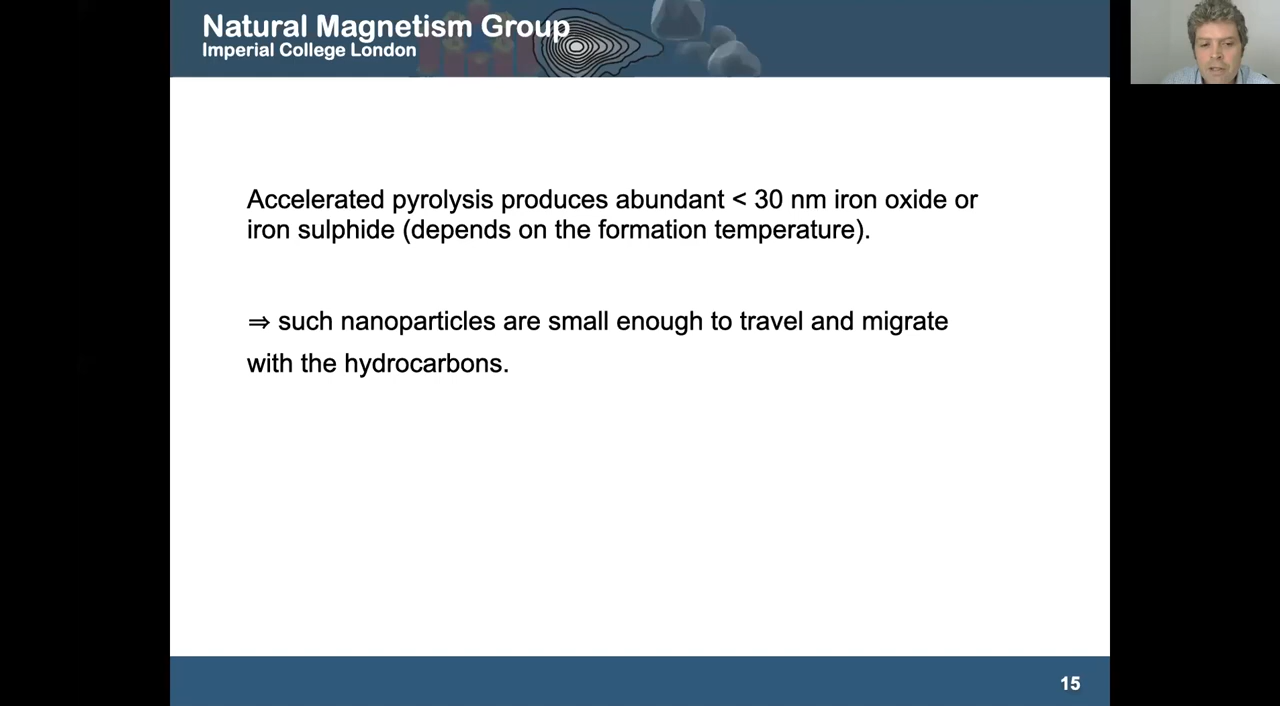 Natural Magnetism Group
Imperial College London
Accelerated pyrolysis produces abundant < 30 nm iron oxide or
iron sulphide (depends on the formation temperature).
⇒ such nanoparticles are small enough to travel and migrate
with the hydrocarbons.
15